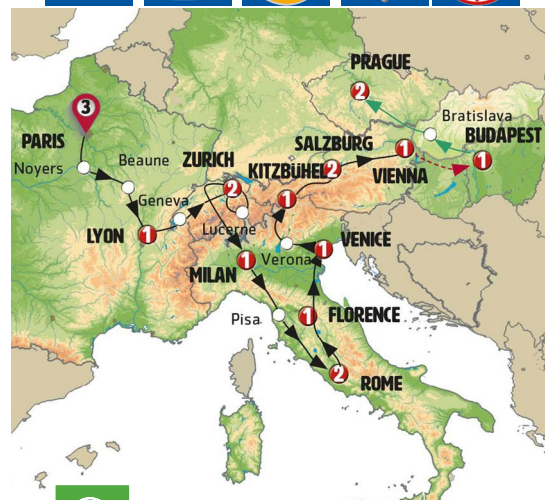 PRAGUE
2
Bratislava
BUDAPEST
1
3
PARIS
Noyers
Beaune
ZURICH
2
SALZBURG
2
KITZBÜHEL
1
1
VIENNA
Geneva
Lucerne
LYON
1
VENICE
1
Verona
MILAN
1
Pisa
1
FLORENCE
2
ROME